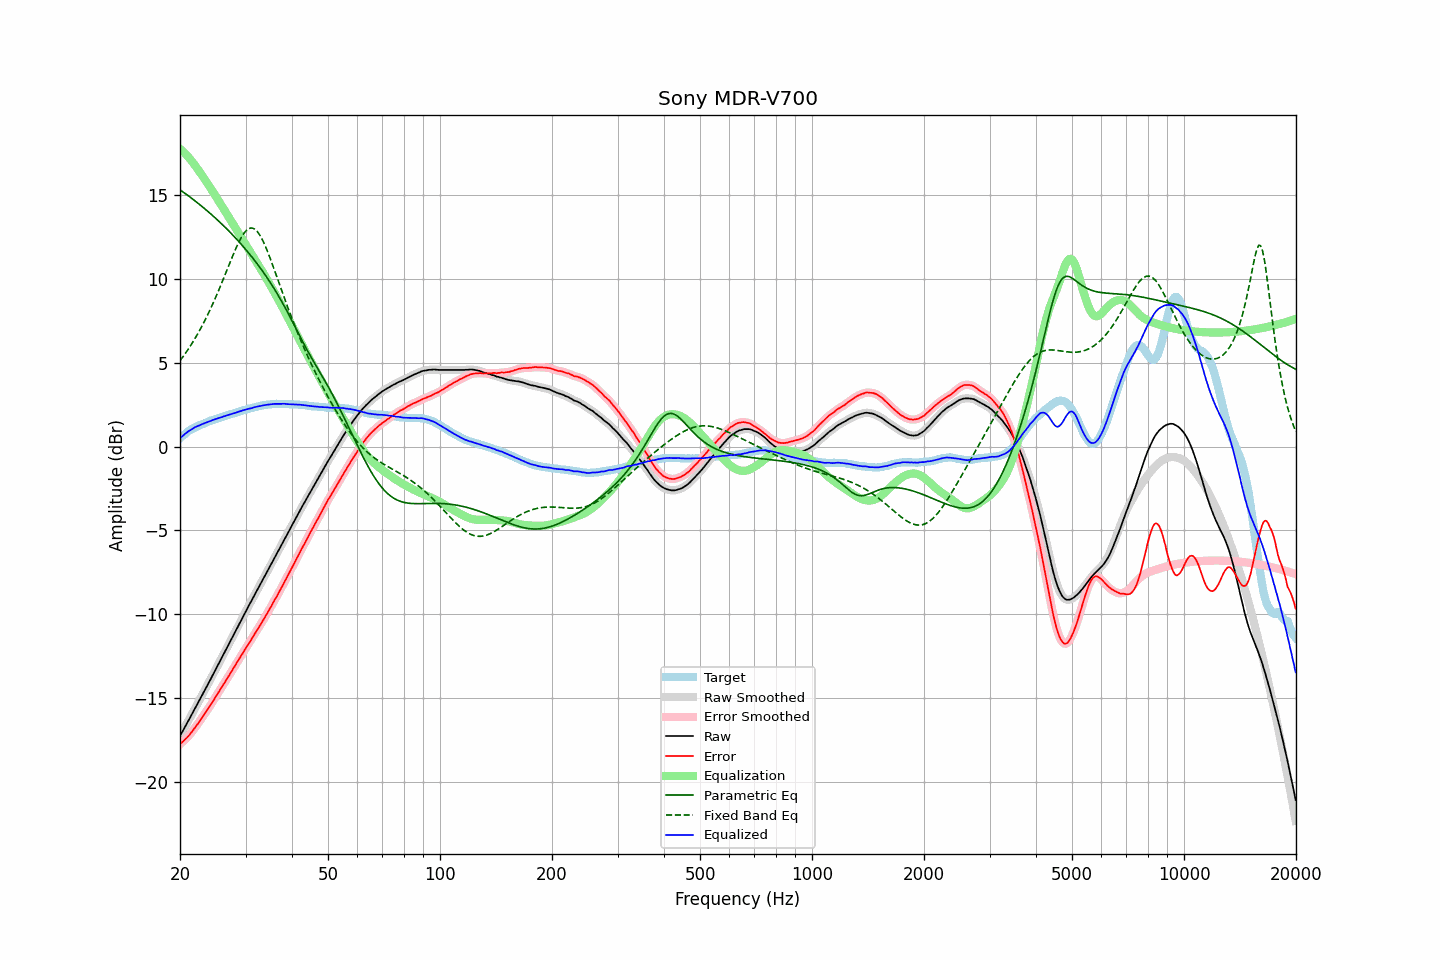 Sony MDR-V700
Amplitude (dBr)
15
10
5
0
−5
−10
−15
−20
Target
Raw Smoothed
Error Smoothed
Raw
Error
Equalization
Parametric Eq
Fixed Band Eq
Equalized
20 50 100 200 500 1000 2000 5000 10000 20000
Frequency (Hz)